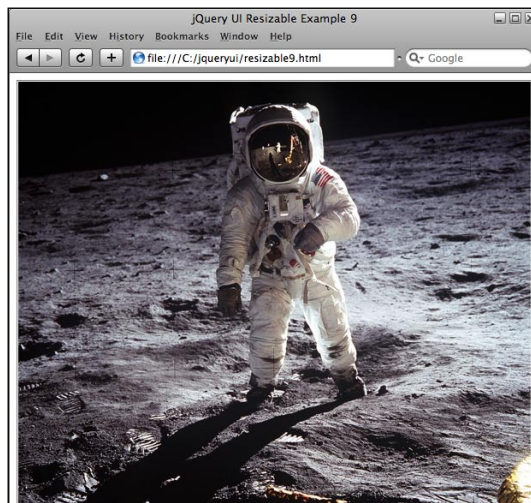 jQuery UI Resizable Example 9
File Edit View History Bookmarks Window Help
file:///C:/jqueryui/resizable9.html Google